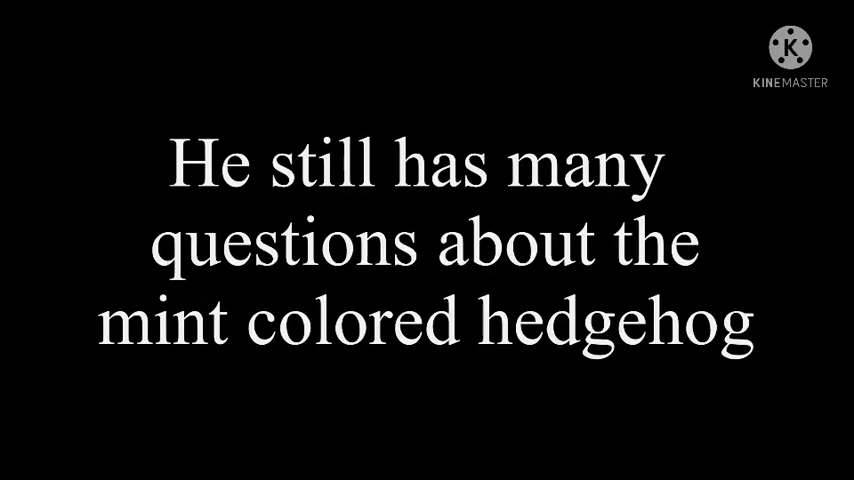 K
KINEMASTER
He still has many
questions about the
mint colored hedgehog